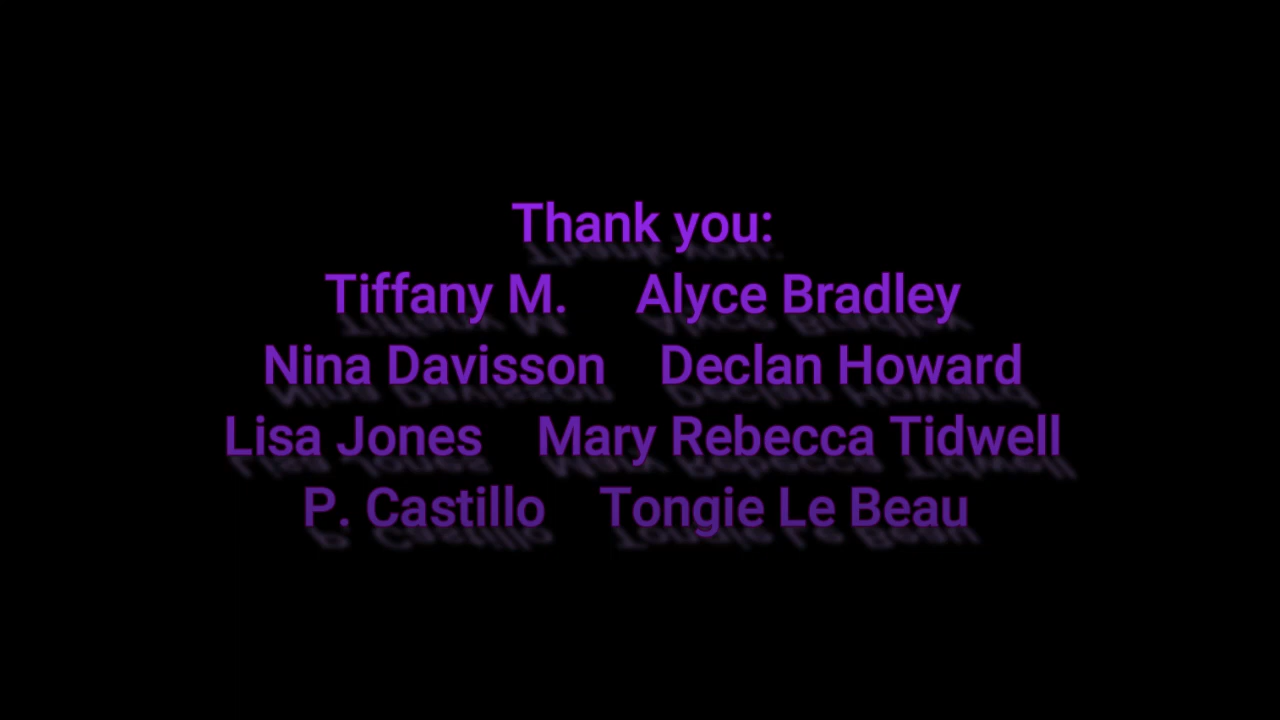 Thank you:
Tiffany M. Alyce Bradley
Nina Davisson Declan Howard
Lisa Jones Mary Rebecca Tidwell
P. Castillo Tongie Le Beau